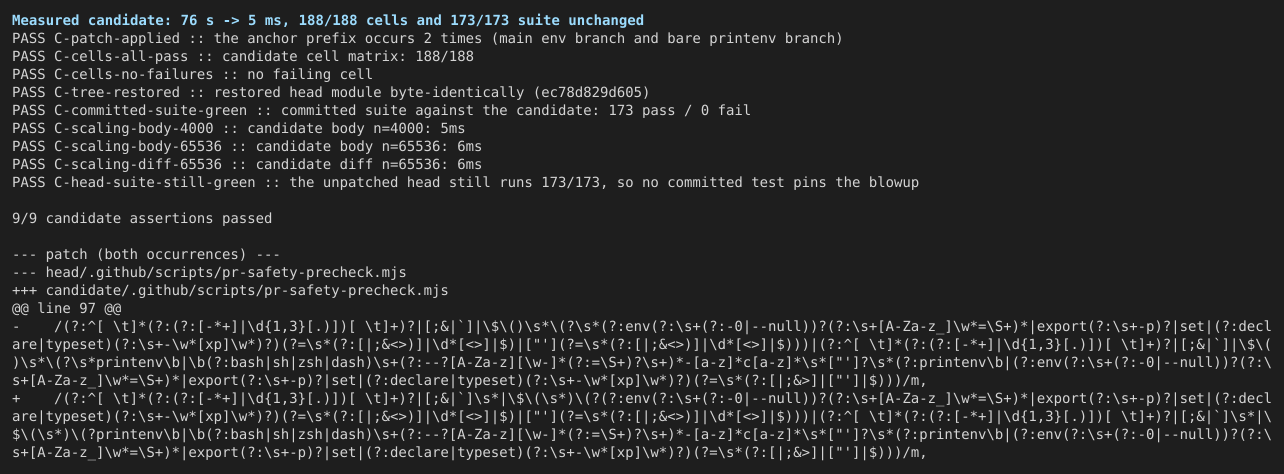 Measured candidate: 76 s -> 5 ms, 188/188 cells and 173/173 suite unchanged
PASS C-patch-applied :: the anchor prefix occurs 2 times (main env branch and bare printenv branch)
PASS C-cells-all-pass :: candidate cell matrix: 188/188
PASS C-cells-no-failures :: no failing cell
PASS C-tree-restored :: restored head module byte-identically (ec78d829d605)
PASS C-committed-suite-green :: committed suite against the candidate: 173 pass / 0 fail
PASS C-scaling-body-4000 :: candidate body n=4000: 5ms
PASS C-scaling-body-65536 :: candidate body n=65536: 6ms
PASS C-scaling-diff-65536 :: candidate diff n=65536: 6ms
PASS C-head-suite-still-green :: the unpatched head still runs 173/173, so no committed test pins the blowup
9/9 candidate assertions passed
--- patch (both occurrences) ---
--- head/.github/scripts/pr-safety-precheck.mjs
+++ candidate/.github/scripts/pr-safety-precheck.mjs
@@ line 97 @@
-    /(?:^[ \t]*(?:(?:[-*+]|\d{1,3}[.)])[ \t]+)?|[;&|`]|\$\()\s*\(?\s*(?:env(?:\s+(?:-0|--null))?(?:\s+[A-Za-z_]\w*=\S+)*|export(?:\s+-p)?|set|(?:decl
are|typeset)(?:\s+-\w*[xp]\w*)?)(?=\s*(?:[|;&<>)]|\d*[<>]|$)|["'](?=\s*(?:[|;&<>)]|\d*[<>]|$)))|(?:^[ \t]*(?:(?:[-*+]|\d{1,3}[.)])[ \t]+)?|[;&|`]|\$\(
)\s*\(?\s*printenv\b|\b(?:bash|sh|zsh|dash)\s+(?:--?[A-Za-z][\w-]*(?:=\S+)?\s+)*-[a-z]*c[a-z]*\s*["']?\s*(?:printenv\b|(?:env(?:\s+(?:-0|--null))?(?:\
s+[A-Za-z_]\w*=\S+)*|export(?:\s+-p)?|set|(?:declare|typeset)(?:\s+-\w*[xp]\w*)?)(?=\s*(?:[|;&>]|["']|$)))/m,
+    /(?:^[ \t]*(?:(?:[-*+]|\d{1,3}[.)])[ \t]+)?|[;&|`]\s*|\$\(\s*)\(?(?:env(?:\s+(?:-0|--null))?(?:\s+[A-Za-z_]\w*=\S+)*|export(?:\s+-p)?|set|(?:decl
are|typeset)(?:\s+-\w*[xp]\w*)?)(?=\s*(?:[|;&<>)]|\d*[<>]|$)|["'](?=\s*(?:[|;&<>)]|\d*[<>]|$)))|(?:^[ \t]*(?:(?:[-*+]|\d{1,3}[.)])[ \t]+)?|[;&|`]\s*|\
$\(\s*)\(?printenv\b|\b(?:bash|sh|zsh|dash)\s+(?:--?[A-Za-z][\w-]*(?:=\S+)?\s+)*-[a-z]*c[a-z]*\s*["']?\s*(?:printenv\b|(?:env(?:\s+(?:-0|--null))?(?:\
s+[A-Za-z_]\w*=\S+)*|export(?:\s+-p)?|set|(?:declare|typeset)(?:\s+-\w*[xp]\w*)?)(?=\s*(?:[|;&>]|["']|$)))/m,